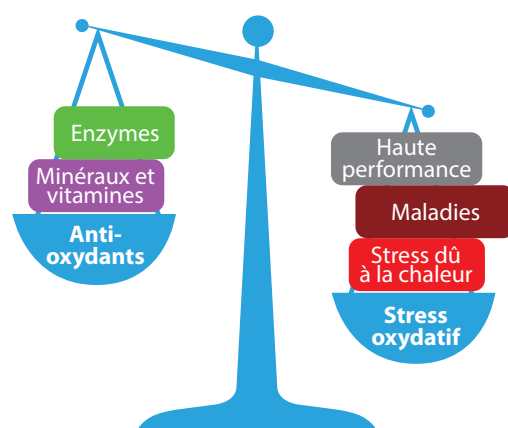 Enzymes
Minéraux et
vitamines
Anti-
oxydants
Haute
performance
Maladies
Stress dû
à la chaleur
Stress
oxydatif